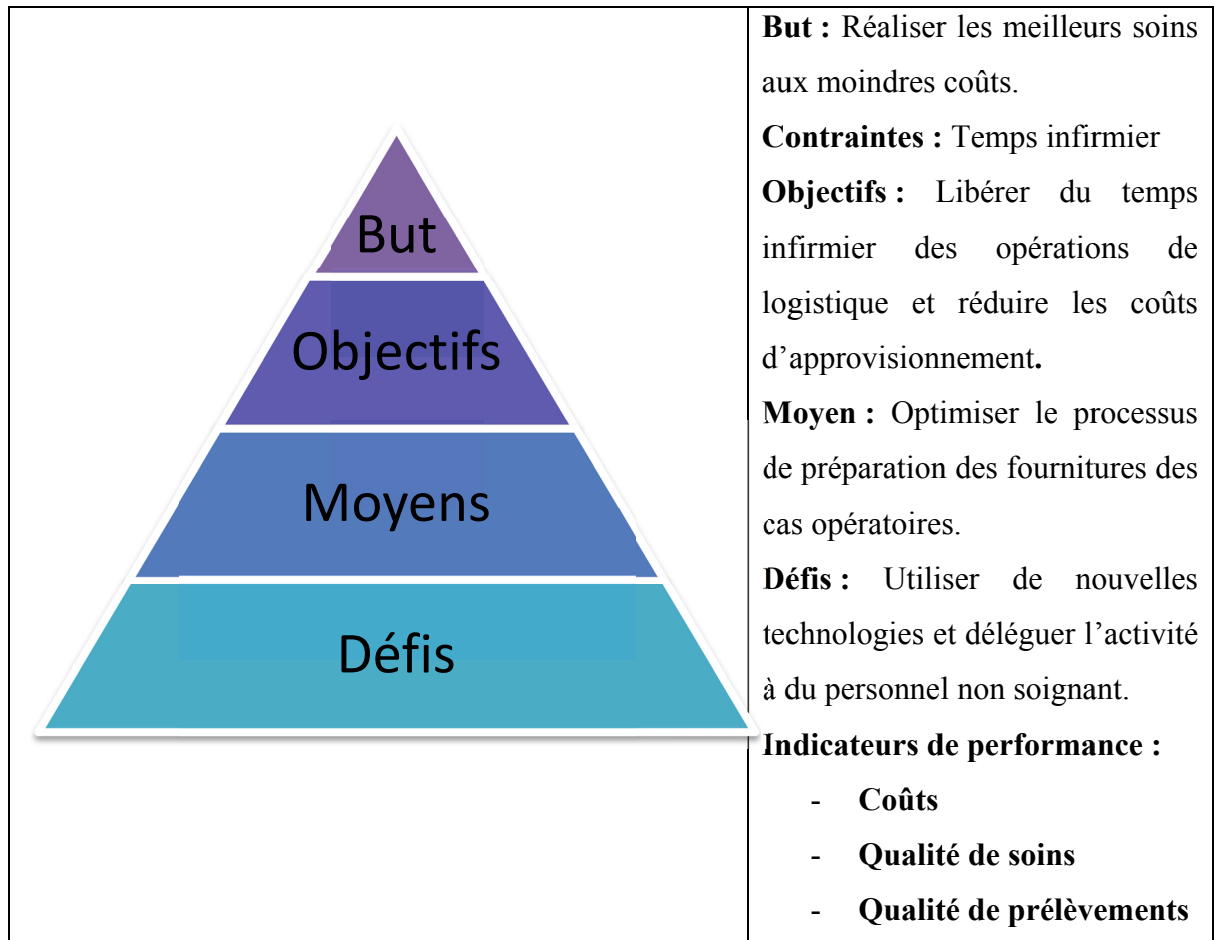 But
Objectifs
Moyens
Défis
But : Réaliser les meilleurs soins
aux moindres coûts.
Contraintes : Temps infirmier
Objectifs : Libérer du temps
infirmier des opérations de
logistique et réduire les coûts
d’approvisionnement.
Moyen : Optimiser le processus
de préparation des fournitures des
cas opératoires.
Défis : Utiliser de nouvelles
technologies et déléguer l’activité
à du personnel non soignant.
Indicateurs de performance :
- Coûts
- Qualité de soins
- Qualité de prélèvements